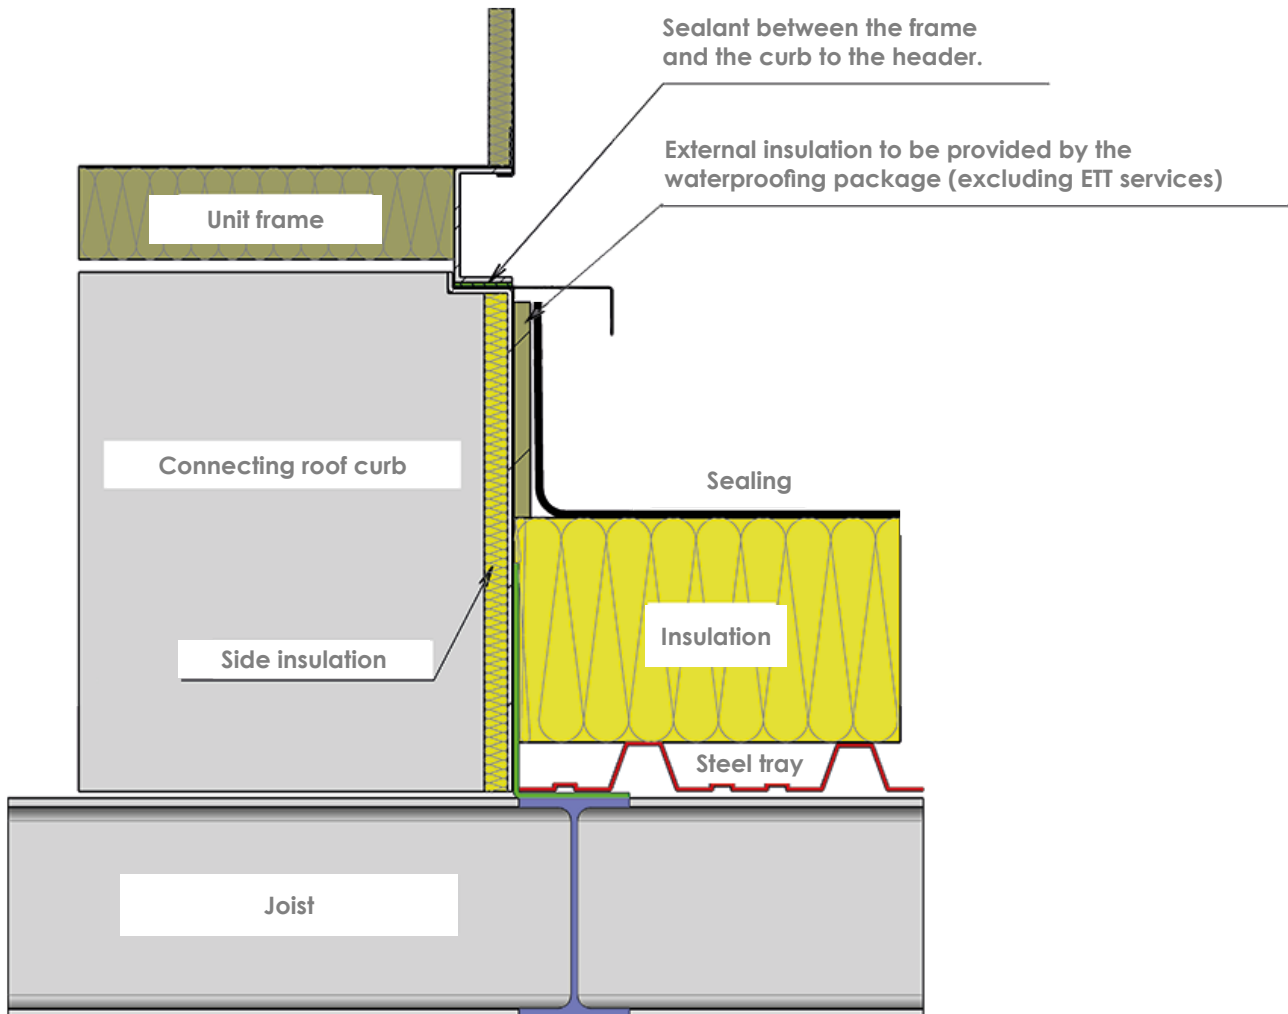 Sealant between the frame
and the curb to the header.
External insulation to be provided by the
waterproofing package (excluding ETT services)
Unit frame
Connecting roof curb
Sealing
Insulation
Side insulation
Steel tray
Joist